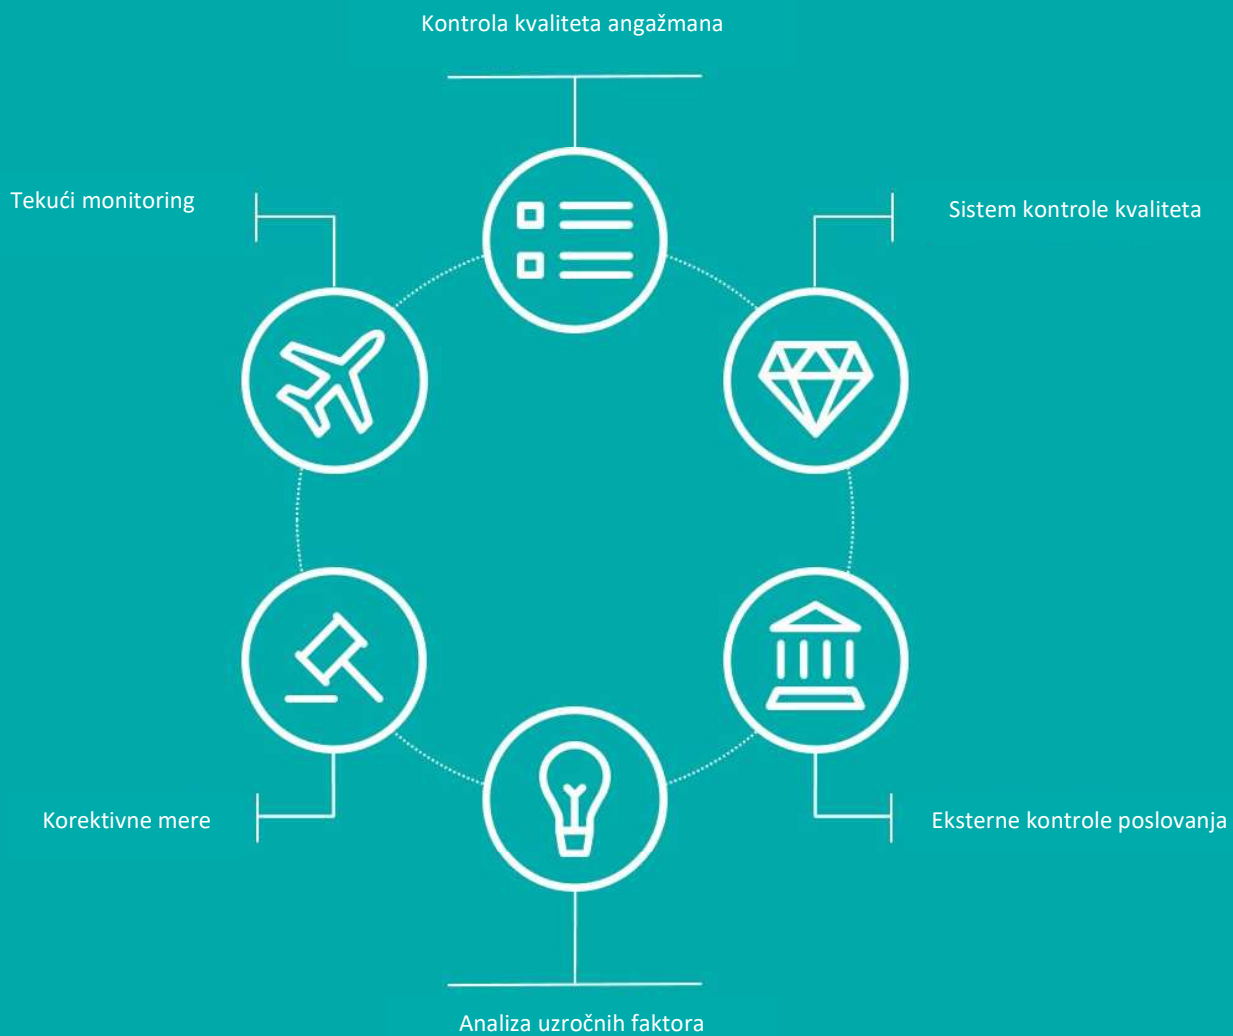 Kontrola kvaliteta angažmana
Tekući monitoring
Sistem kontrole kvaliteta
Korektivne mere
Eksterne kontrole poslovanja
Analiza uzročnih faktora